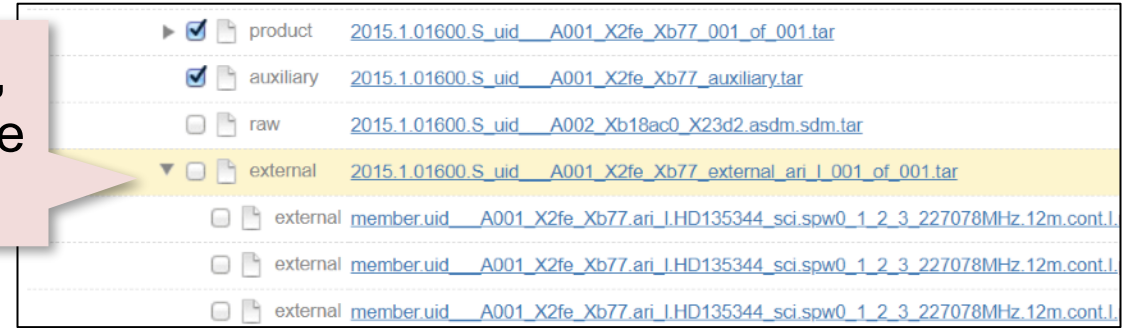 ,
e
product 2015.1.01600.S_uid___A001_X2fe_Xb77_001_of_001.tar
auxiliary 2015.1.01600.S_uid___A001_X2fe_Xb77_auxiliary.tar
raw 2015.1.01600.S_uid___A002_Xb18ac0_X23d2.asdm.sdm.tar
external 2015.1.01600.S_uid___A001_X2fe_Xb77_external_ari_l_001_of_001.tar
external member.uid___A001_X2fe_Xb77.ari_l.HD135344_sci.spw0_1_2_3_227078MHz.12m.cont.I.
external member.uid___A001_X2fe_Xb77.ari_l.HD135344_sci.spw0_1_2_3_227078MHz.12m.cont.I.
external member.uid___A001_X2fe_Xb77.ari_l.HD135344_sci.spw0_1_2_3_227078MHz.12m.cont.I.